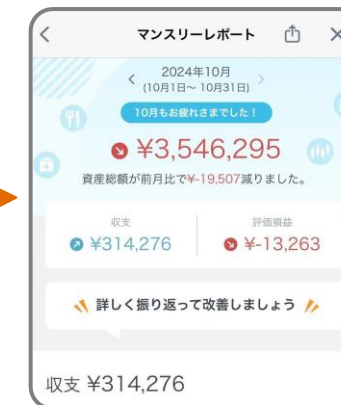 マンスリーレポート
2024年10月
(10月1日～ 10月31日)
10月もお疲れさまでした！
¥3,546,295
資産総額が前月比で¥-19,507減りました。
収支
評価損益
¥314,276
¥-13,263
詳しく振り返って改善しましょう
収支 ¥314,276